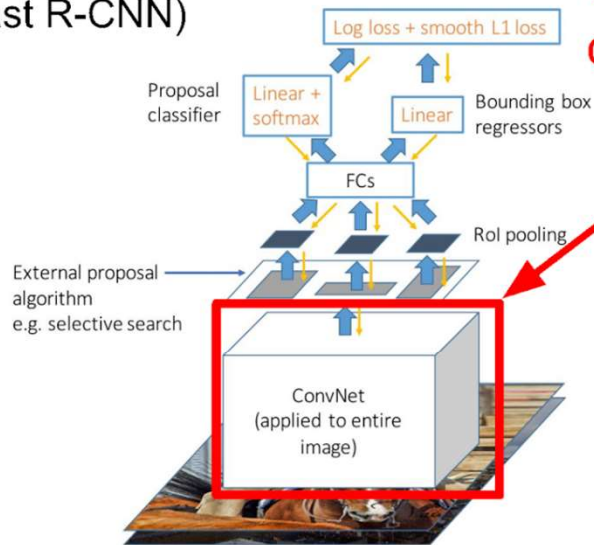 ast R-CNN)
Log loss + smooth L1 loss
Proposal
classifier
Linear +
softmax
Linear
Bounding box
regressors
FCs
RoI pooling
External proposal
algorithm
e.g. selective search
ConvNet
(applied to entire
image)